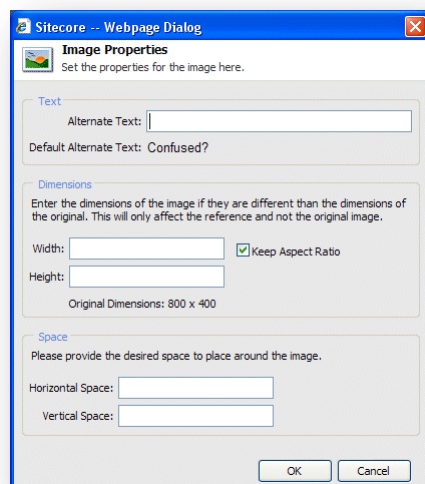 Sitecore -- Webpage Dialog
Image Properties
Set the properties for the image here.
Text
Alternate Text:
Default Alternate Text: Confused?
Dimensions
Enter the dimensions of the image if they are different than the dimensions of
the original. This will only affect the reference and not the original image.
Width:
Keep Aspect Ratio
Height:
Original Dimensions: 800 x 400
Space
Please provide the desired space to place around the image.
Horizontal Space:
Vertical Space:
OK Cancel